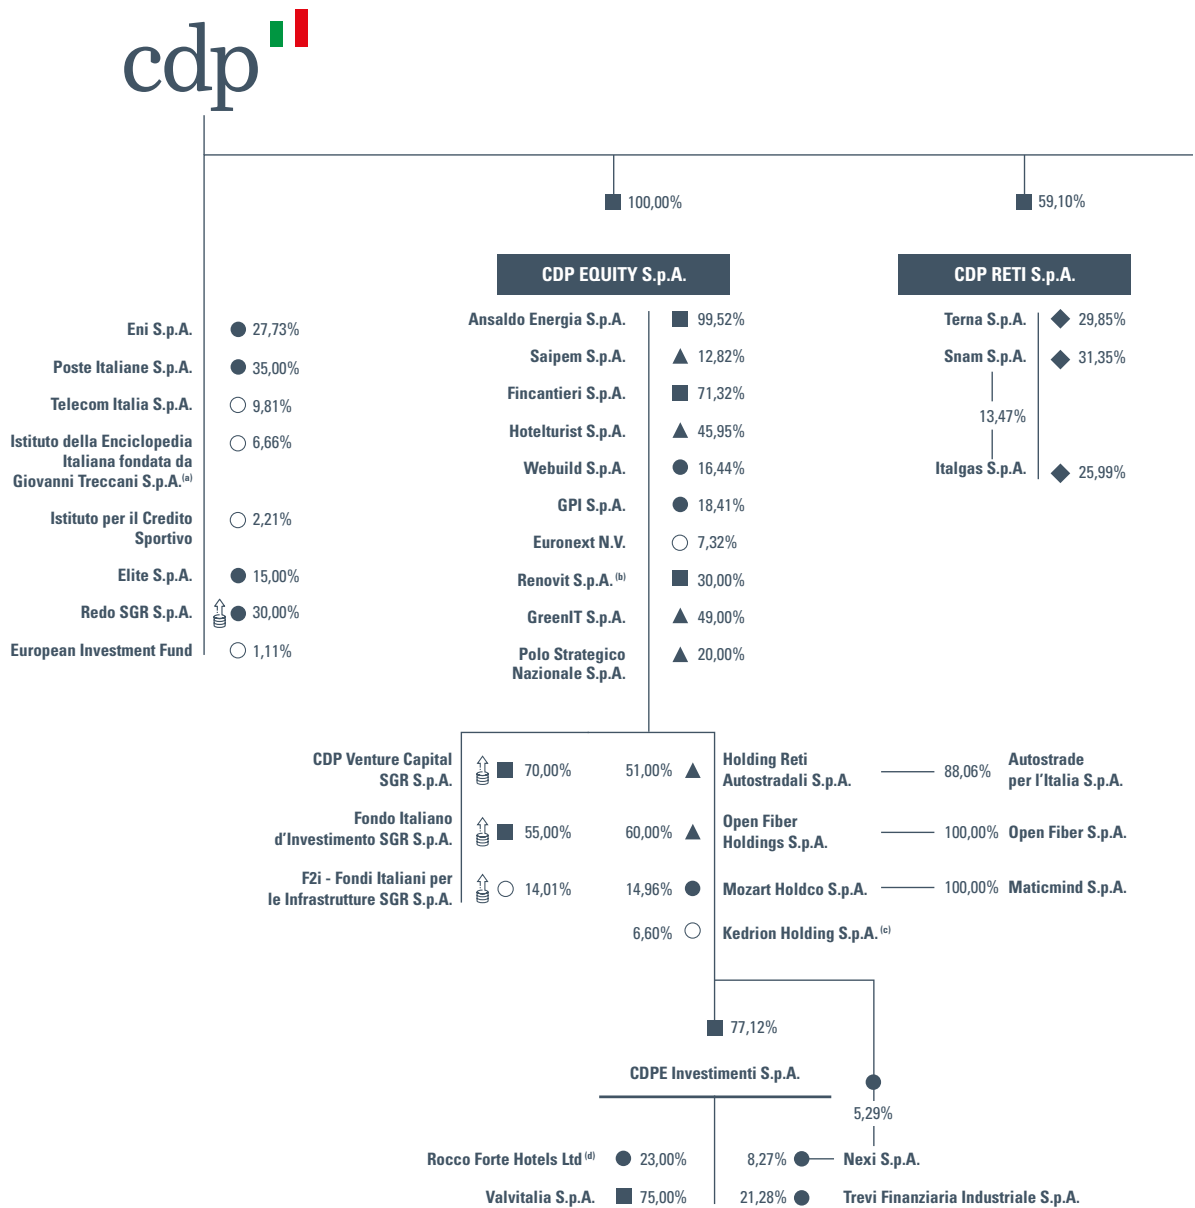 cdp
100,00%
59,10%
CDP EQUITY S.p.A.
CDP RETI S.p.A.
Eni S.p.A. 27,73%
Poste Italiane S.p.A. 35,00%
Telecom Italia S.p.A. 9,81%
Istituto della Enciclopedia 6,66%
Italiana fondata da
Giovanni Treccani S.p.A.(a)
Istituto per il Credito 2,21%
Sportivo
Elite S.p.A. 15,00%
Redo SGR S.p.A. 30,00%
European Investment Fund 1,11%
Ansaldo Energia S.p.A. 99,52%
Saipem S.p.A. 12,82%
Fincantieri S.p.A. 71,32%
Hotelturist S.p.A. 45,95%
Webuild S.p.A. 16,44%
GPI S.p.A. 18,41%
Euronext N.V. 7,32%
Renovit S.p.A. (b) 30,00%
GreenIT S.p.A. 49,00%
Polo Strategico 20,00%
Nazionale S.p.A.
Terna S.p.A. 29,85%
Snam S.p.A. 31,35%
13,47%
Italgas S.p.A. 25,99%
CDP Venture Capital 70,00%
SGR S.p.A.
Fondo Italiano 55,00%
d'Investimento SGR S.p.A.
F2i - Fondi Italiani per 14,01%
le Infrastrutture SGR S.p.A.
51,00% Holding Reti
Autostradali S.p.A.
88,06% Autostrade
per l'Italia S.p.A.
60,00% Open Fiber
Holdings S.p.A.
100,00% Open Fiber S.p.A.
14,96% Mozart Holdco S.p.A. 100,00% Maticmind S.p.A.
6,60% Kedrion Holding S.p.A. (c)
77,12%
CDPE Investimenti S.p.A.
5,29%
Rocco Forte Hotels Ltd (d) 23,00%
8,27% Nexi S.p.A.
Valvitalia S.p.A. 75,00%
21,28% Trevi Finanziaria Industriale S.p.A.